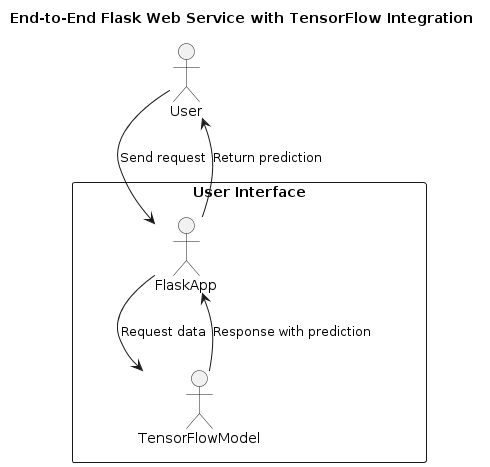 End-to-End Flask Web Service with TensorFlow Integration
User
Send request
Return prediction
User Interface
FlaskApp
Request data
Response with prediction
TensorFlowModel